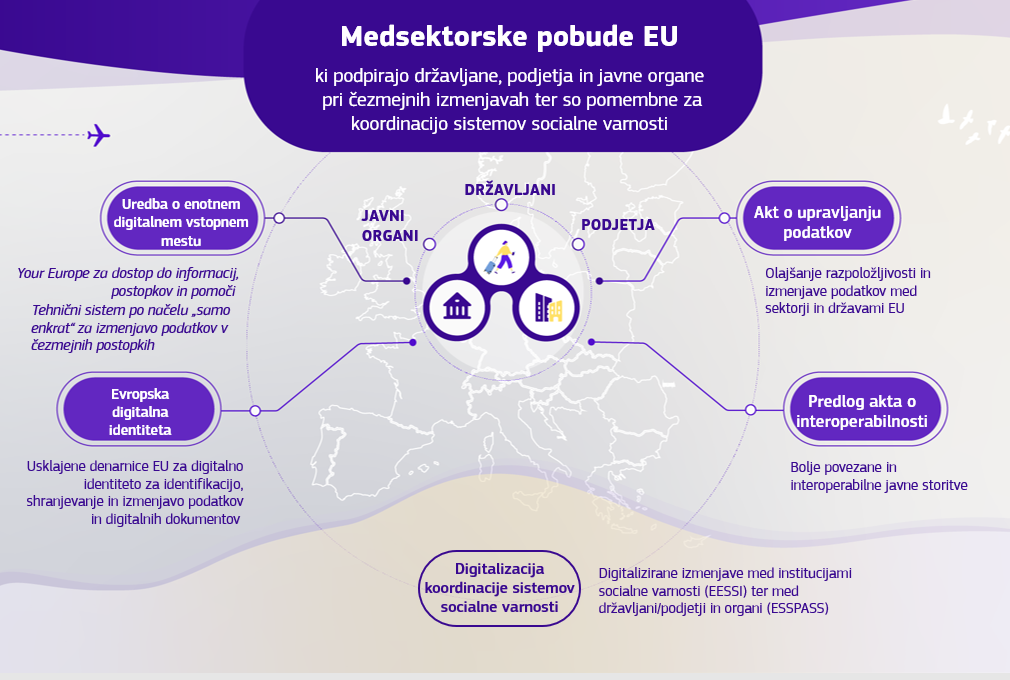 Medsektorske pobude EU
ki podpirajo državljane, podjetja in javne organe
pri čezmejnih izmenjavah ter so pomembne za
koordinacijo sistemov socialne varnosti
DRŽAVLJANI
JAVNI
ORGANI
PODJETJA
Uredba o enotnem
digitalnem vstopnem
mestu
Your Europe za dostop do informacij,
postopkov in pomoči
Tehnični sistem po načelu „samo
enkrat“ za izmenjavo podatkov v
čezmejnih postopkih
Akt o upravljanju
podatkov
Olajšanje razpoložljivosti in
izmenjave podatkov med
sektorji in državami EU
Evropska
digitalna
identiteta
Usklajene denarnice EU za digitalno
identiteto za identifikacijo,
shranjevanje in izmenjavo podatkov
in digitalnih dokumentov
Predlog akta o
interoperabilnosti
Bolje povezane in
interoperabilne javne storitve
Digitalizacija
koordinacije sistemov
socialne varnosti
Digitalizirane izmenjave med institucijami
socialne varnosti (EESSI) ter med
državljani/podjetji in organi (ESSPASS)